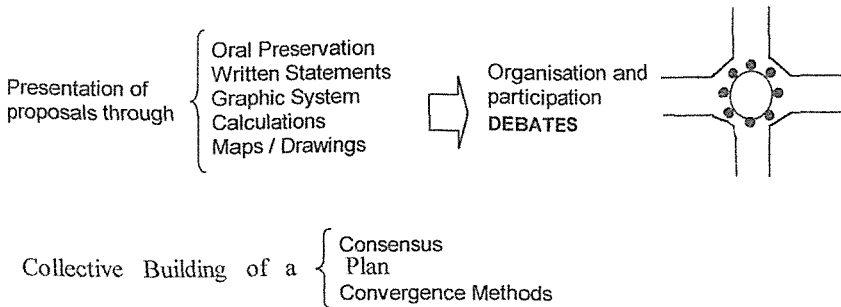 Presentation of
proposals through
Oral Preservation
Written Statements
Graphic System
Calculations
Maps / Drawings
Organisation and
participation
DEBATES
Collective Building of a
Consensus
Plan
Convergence Methods